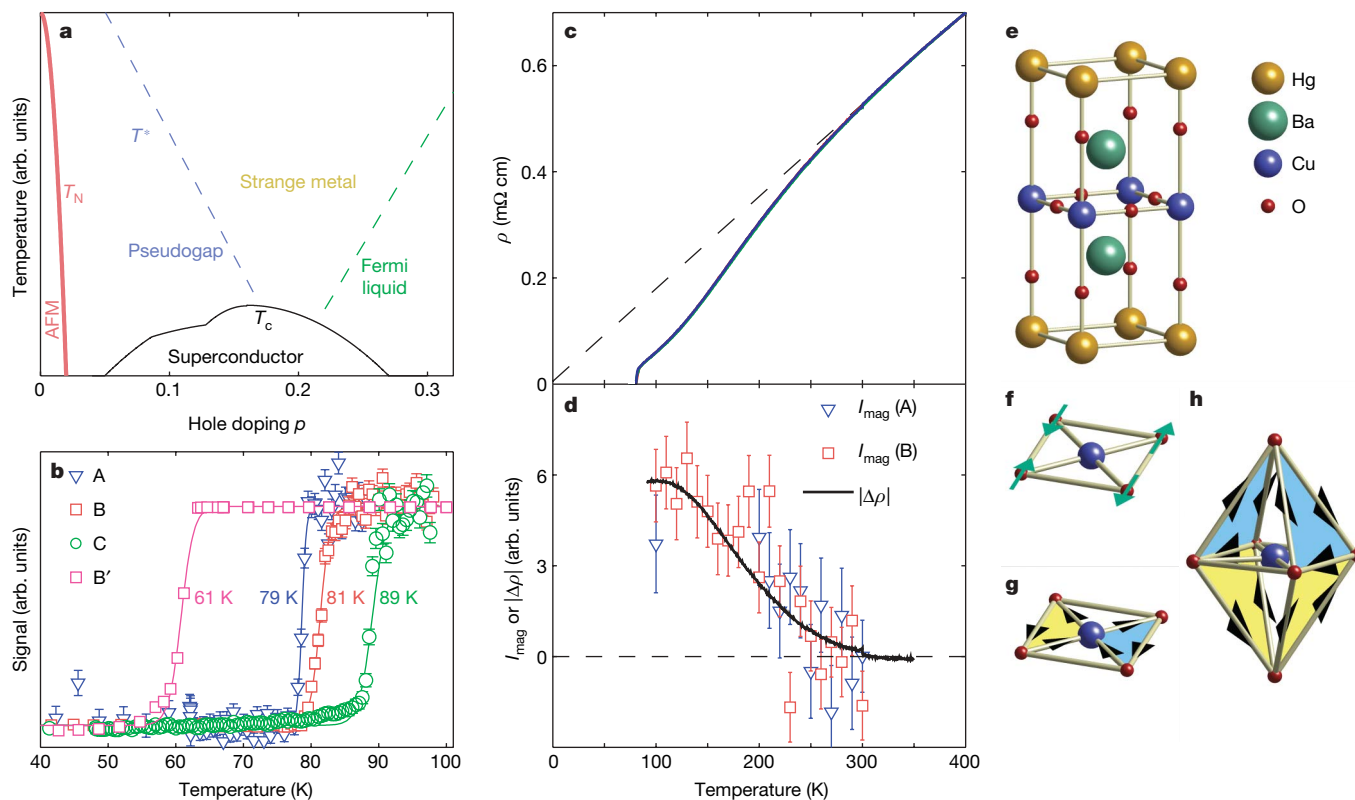 a
Temperature (arb. units)
T*
T_N
Strange metal
Pseudogap
Fermi
liquid
AFM
T_c
Superconductor
0 0.1 0.2 0.3
Hole doping p
b
A
B
C
B′
61 K 79 K 81 K 89 K
Signal (arb. units)
40 50 60 70 80 90 100
Temperature (K)
c
ρ (mΩ cm)
0.6
0.4
0.2
0
d
I_mag (A)
I_mag (B)
|Δρ|
I_mag or |Δρ| (arb. units)
6
3
0
100 200 300 400
Temperature (K)
e
Hg
Ba
Cu
O
f
g
h